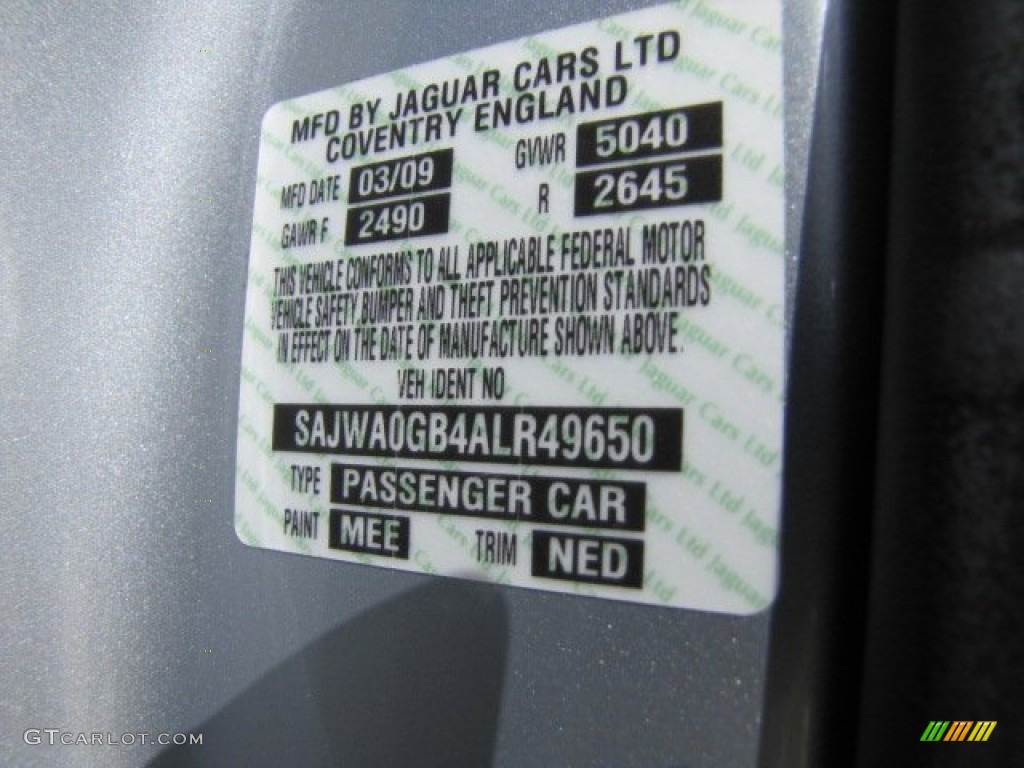 MFD BY JAGUAR CARS LTD
COVENTRY ENGLAND
MFD DATE 03/09 GVWR 5040
GAWR F 2490 R 2645
THIS VEHICLE CONFORMS TO ALL APPLICABLE FEDERAL MOTOR
VEHICLE SAFETY, BUMPER AND THEFT PREVENTION STANDARDS
IN EFFECT ON THE DATE OF MANUFACTURE SHOWN ABOVE.
VEH IDENT NO
SAJWA0GB4ALR49650
TYPE PASSENGER CAR
PAINT MEE TRIM NED
GTCARLOT.COM